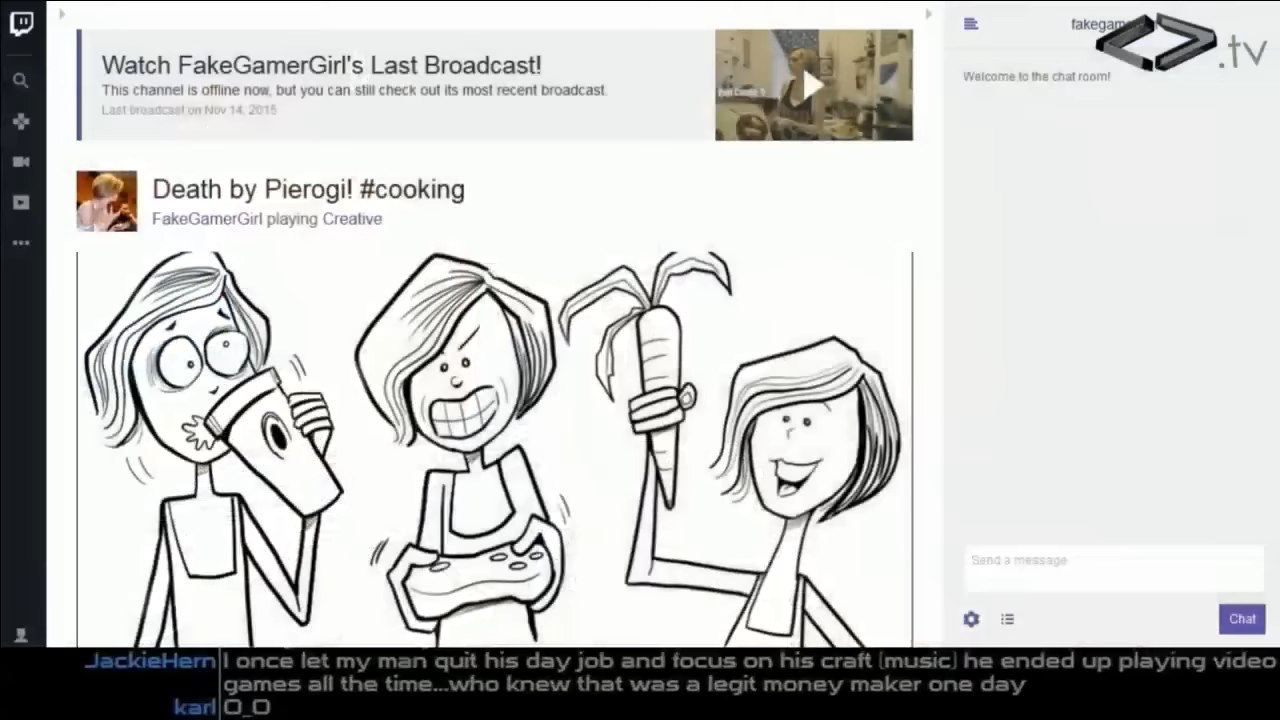 Watch FakeGamerGirl's Last Broadcast!
This channel is offline now, but you can still check out its most recent broadcast.
Last broadcast on Nov 14, 2015
Death by Pierogi! #cooking
FakeGamerGirl playing Creative
.tv
Welcome to the chat room!
Send a message
Chat
JackieHern I once let my man quit his day job and focus on his craft (music) he ended up playing video
games all the time...who knew that was a legit money maker one day
karl O_O